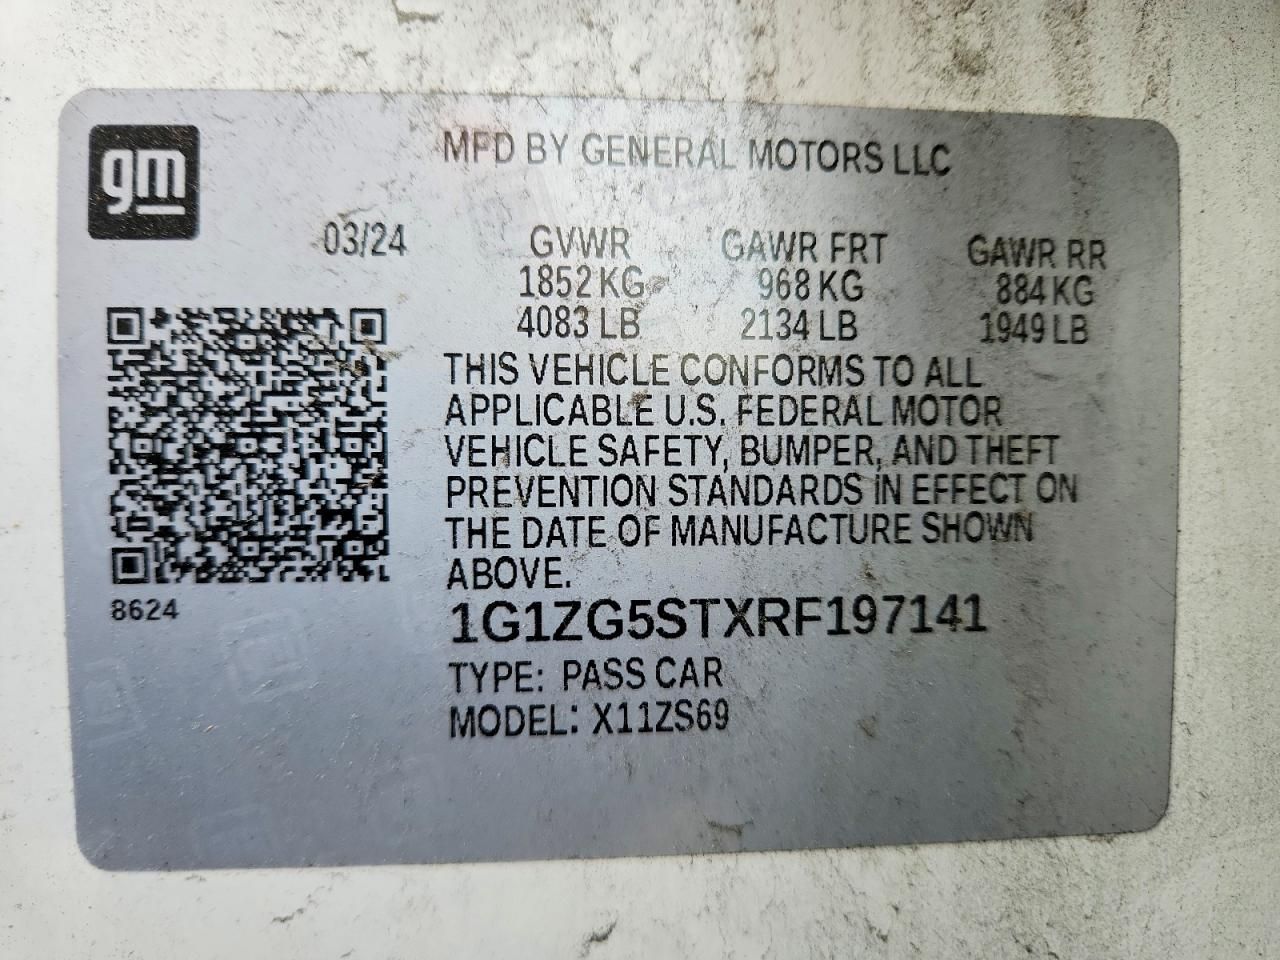 gm
MFD BY GENERAL MOTORS LLC
03/24 GVWR GAWR FRT GAWR RR
1852 KG 968 KG 884 KG
4083 LB 2134 LB 1949 LB
THIS VEHICLE CONFORMS TO ALL
APPLICABLE U.S. FEDERAL MOTOR
VEHICLE SAFETY, BUMPER, AND THEFT
PREVENTION STANDARDS IN EFFECT ON
THE DATE OF MANUFACTURE SHOWN
ABOVE.
8624
1G1ZG5STXRF197141
TYPE: PASS CAR
MODEL: X11ZS69